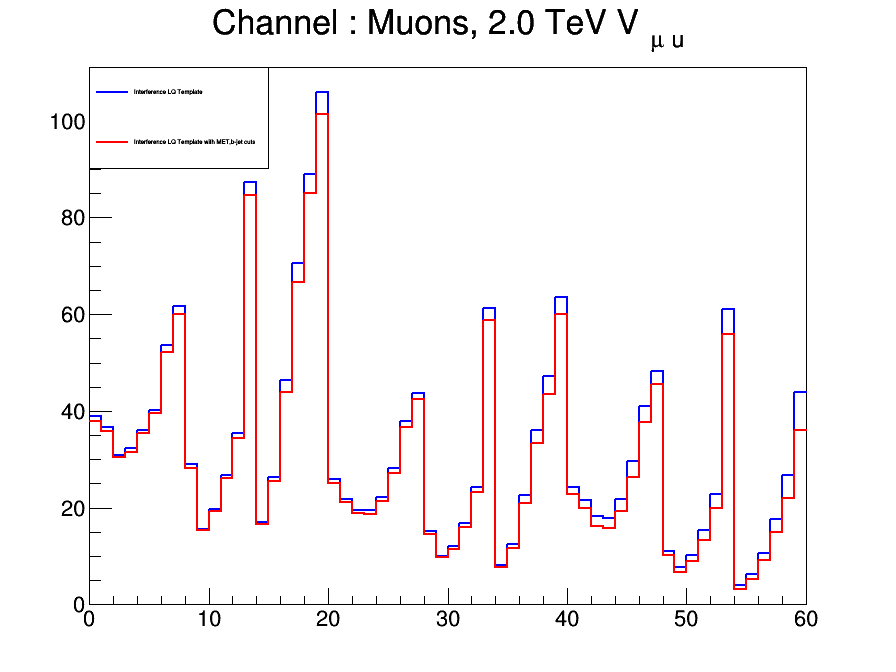 Channel : Muons, 2.0 TeV V μ u
Interference LQ Template
Interference LQ Template with MET,b-jet cuts
100
80
60
40
20
0
0 10 20 30 40 50 60